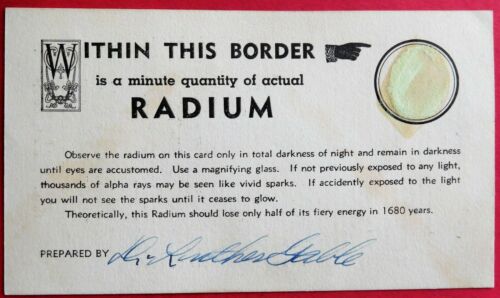 WITHIN THIS BORDER
is a minute quantity of actual
RADIUM
Observe the radium on this card only in total darkness of night and remain in darkness
until eyes are accustomed. Use a magnifying glass. If not previously exposed to any light,
thousands of alpha rays may be seen like vivid sparks. If accidently exposed to the light
you will not see the sparks until it ceases to glow.
Theoretically, this Radium should lose only half of its fiery energy in 1680 years.
PREPARED BY Dr. Luther Gable